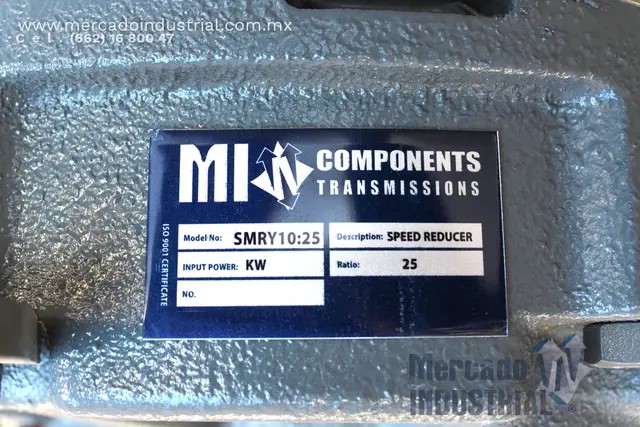 www.mercadoindustrial.com.mx
Cel. (662) 16 800 47
MI COMPONENTS
TRANSMISSIONS
ISO 9001 CERTIFICATE
Model No: SMRY10:25
Description: SPEED REDUCER
INPUT POWER: KW
Ratio: 25
NO.
Mercado
INDUSTRIAL®